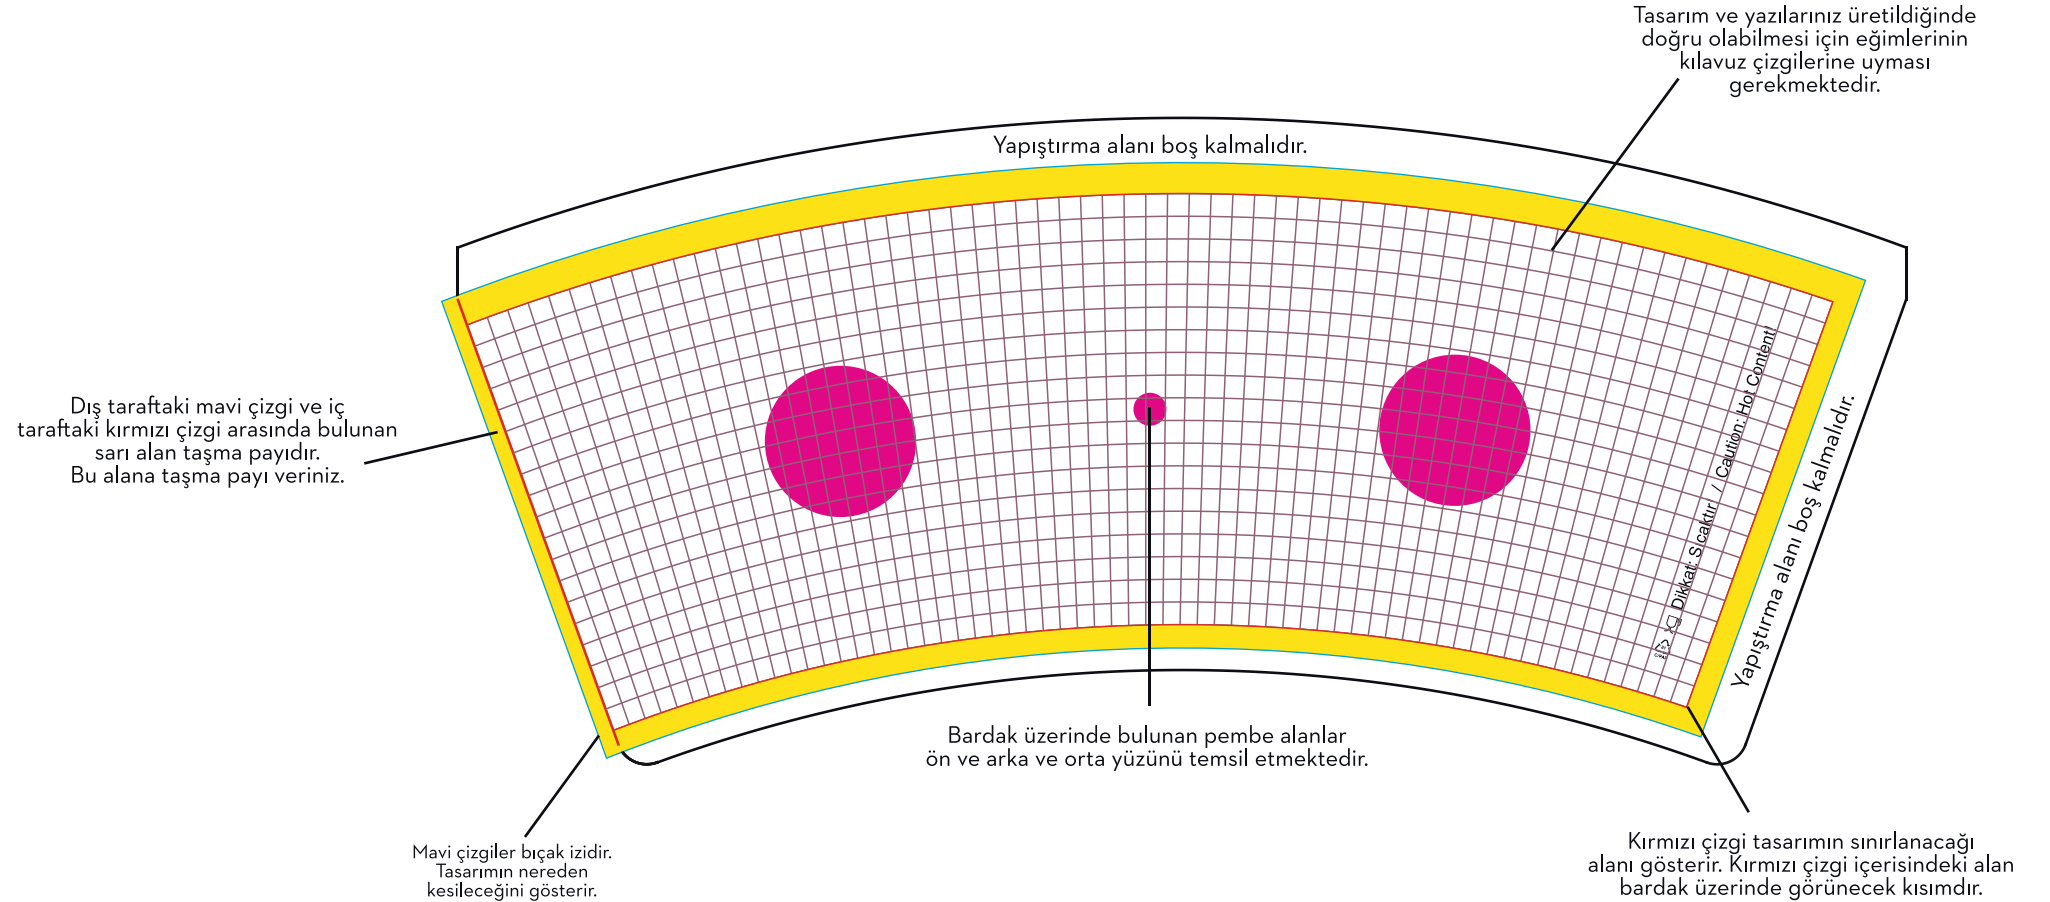 Tasarım ve yazılarınız üretildiğinde
doğru olabilmesi için eğimlerinin
kılavuz çizgilerine uyması
gerekmektedir.
Yapıştırma alanı boş kalmalıdır.
Dış taraftaki mavi çizgi ve iç
taraftaki kırmızı çizgi arasında bulunan
sarı alan taşma payıdır.
Bu alana taşma payı veriniz.
Dikkat: Sıcaktır / Caution: Hot Content!
Yapıştırma alanı boş kalmalıdır.
Bardak üzerinde bulunan pembe alanlar
ön ve arka ve orta yüzünü temsil etmektedir.
Mavi çizgiler bıçak izidir.
Tasarımın nereden
kesileceğini gösterir.
Kırmızı çizgi tasarımın sınırlanacağı
alanı gösterir. Kırmızı çizgi içerisindeki alan
bardak üzerinde görünecek kısımdır.